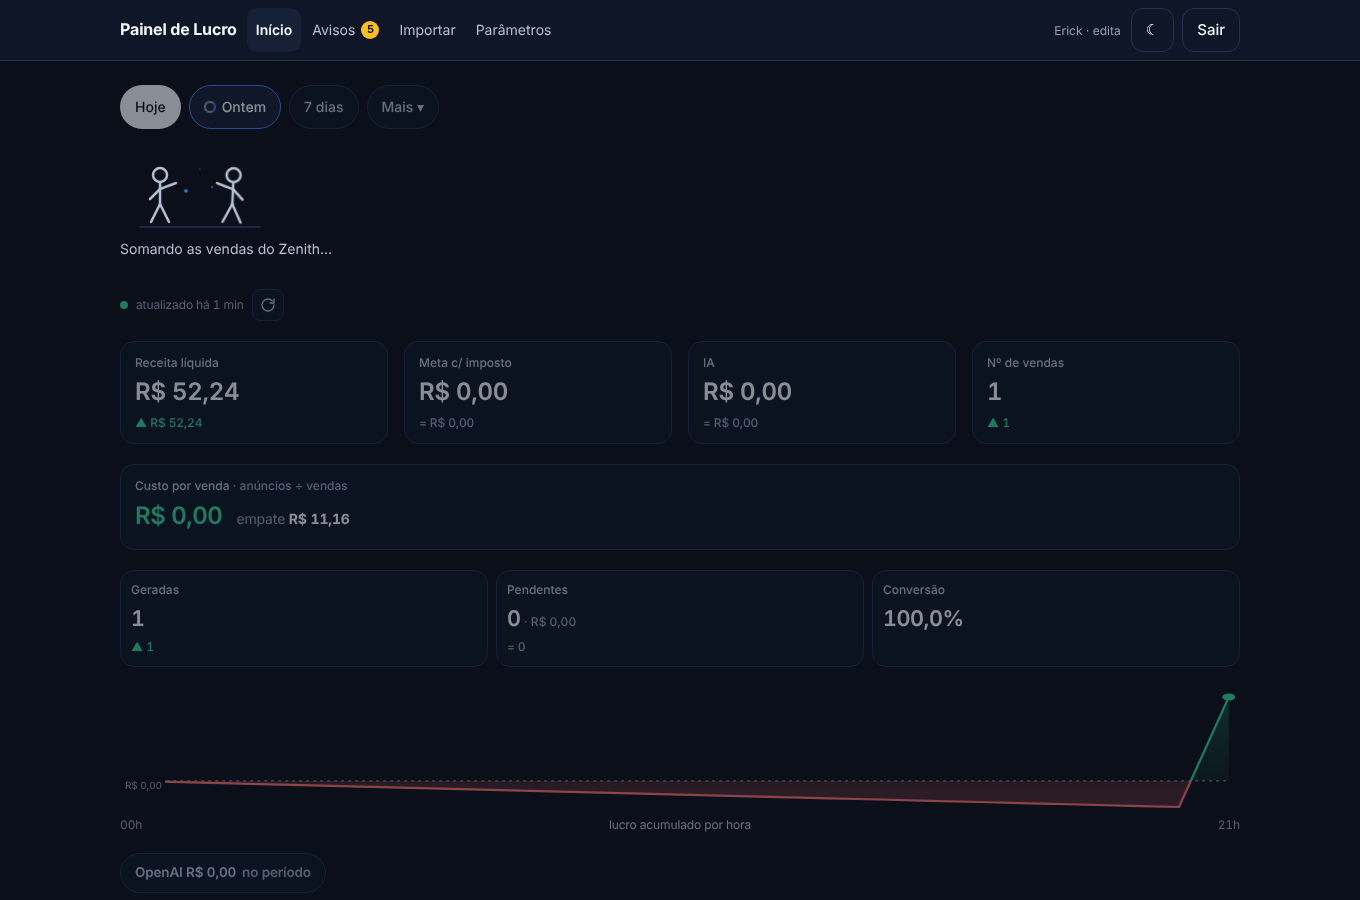 Painel de Lucro Início Avisos 5 Importar Parâmetros Erick · edita Sair
Hoje Ontem 7 dias Mais ▾
Somando as vendas do Zenith...
atualizado há 1 min
Receita líquida
R$ 52,24
▲ R$ 52,24
Meta c/ imposto
R$ 0,00
= R$ 0,00
IA
R$ 0,00
= R$ 0,00
Nº de vendas
1
▲ 1
Custo por venda · anúncios ÷ vendas
R$ 0,00 empate R$ 11,16
Geradas
1
▲ 1
Pendentes
0 · R$ 0,00
= 0
Conversão
100,0%
R$ 0,00
00h lucro acumulado por hora 21h
OpenAI R$ 0,00 no período